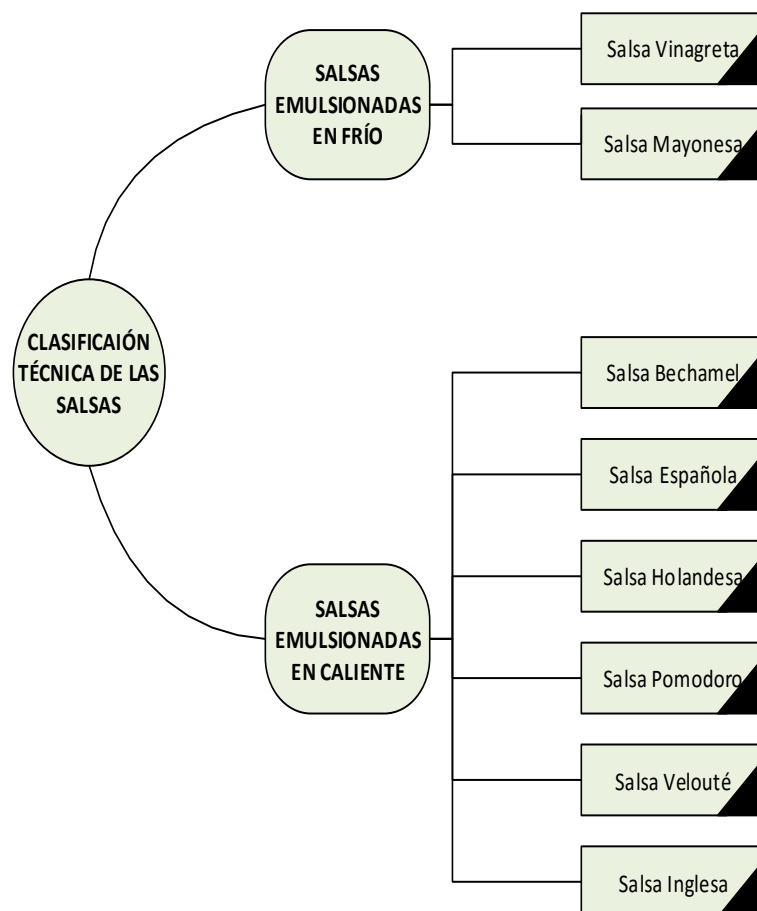 CLASIFICAIÓN
TÉCNICA DE LAS
SALSAS
SALSAS
EMULSIONADAS
EN FRÍO
Salsa Vinagreta
Salsa Mayonesa
SALSAS
EMULSIONADAS
EN CALIENTE
Salsa Bechamel
Salsa Española
Salsa Holandesa
Salsa Pomodoro
Salsa Velouté
Salsa Inglesa